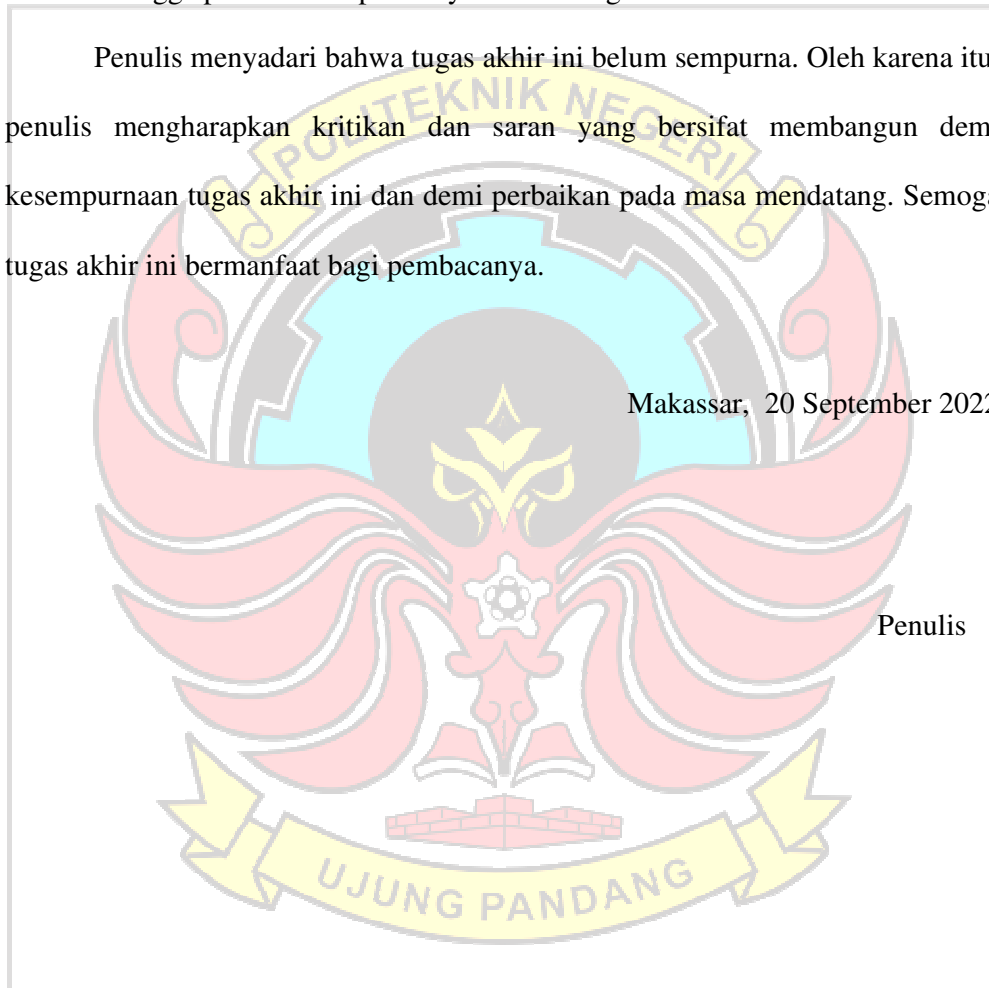 Penulis menyadari bahwa tugas akhir ini belum sempurna. Oleh karena itu
penulis mengharapkan kritikan dan saran yang bersifat membangun dem
kesempurnaan tugas akhir ini dan demi perbaikan pada masa mendatang. Semoga
tugas akhir ini bermanfaat bagi pembacanya.
Makassar, 20 September 2022
Penulis
POLITEKNIK NEGERI
UJUNG PANDANG